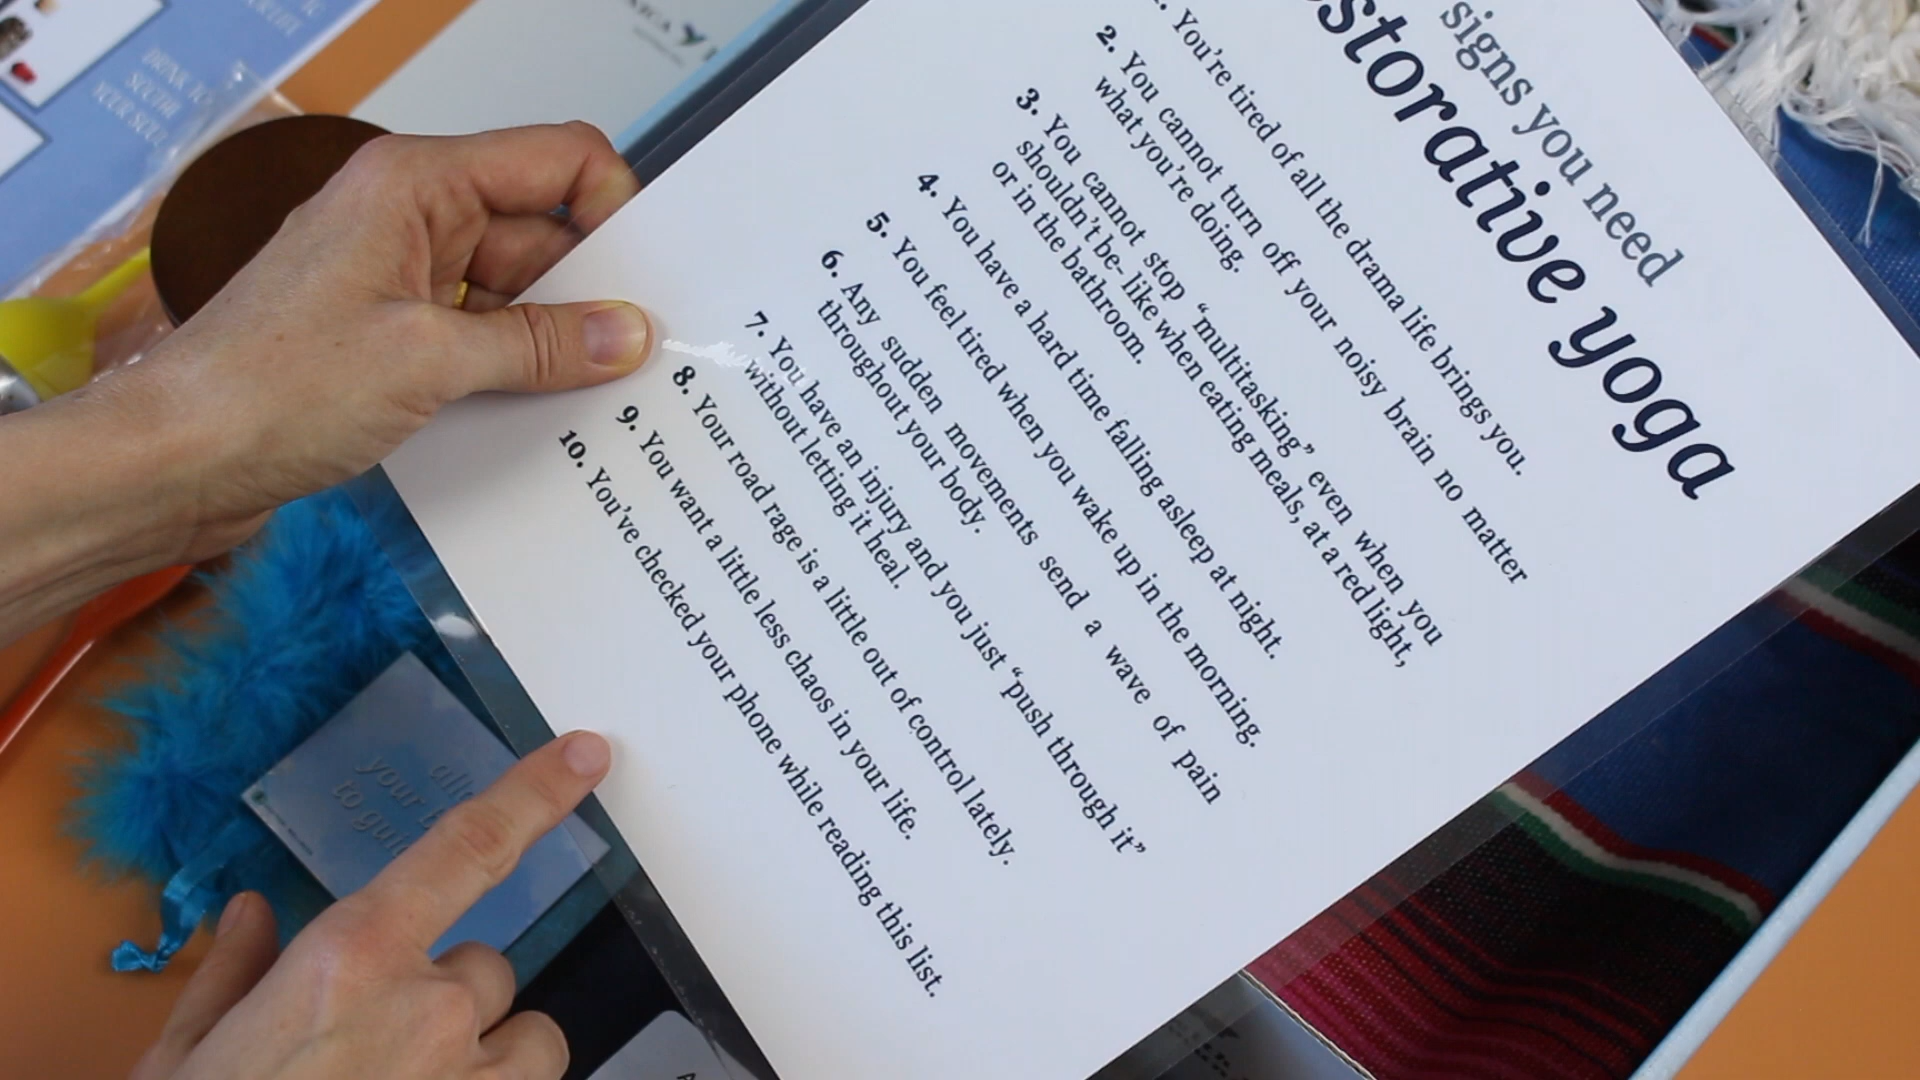 signs you need
storative yoga
1. You're tired of all the drama life brings you.
2. You cannot turn off your noisy brain no matter
what you're doing.
3. You cannot stop “multitasking” even when you
shouldn't be- like when eating meals, at a red light,
or in the bathroom.
4. You have a hard time falling asleep at night.
5. You feel tired when you wake up in the morning.
6. Any sudden movements send a wave of pain
throughout your body.
7. You have an injury and you just “push through it”
without letting it heal.
8. Your road rage is a little out of control lately.
9. You want a little less chaos in your life.
10. You've checked your phone while reading this list.
your
to